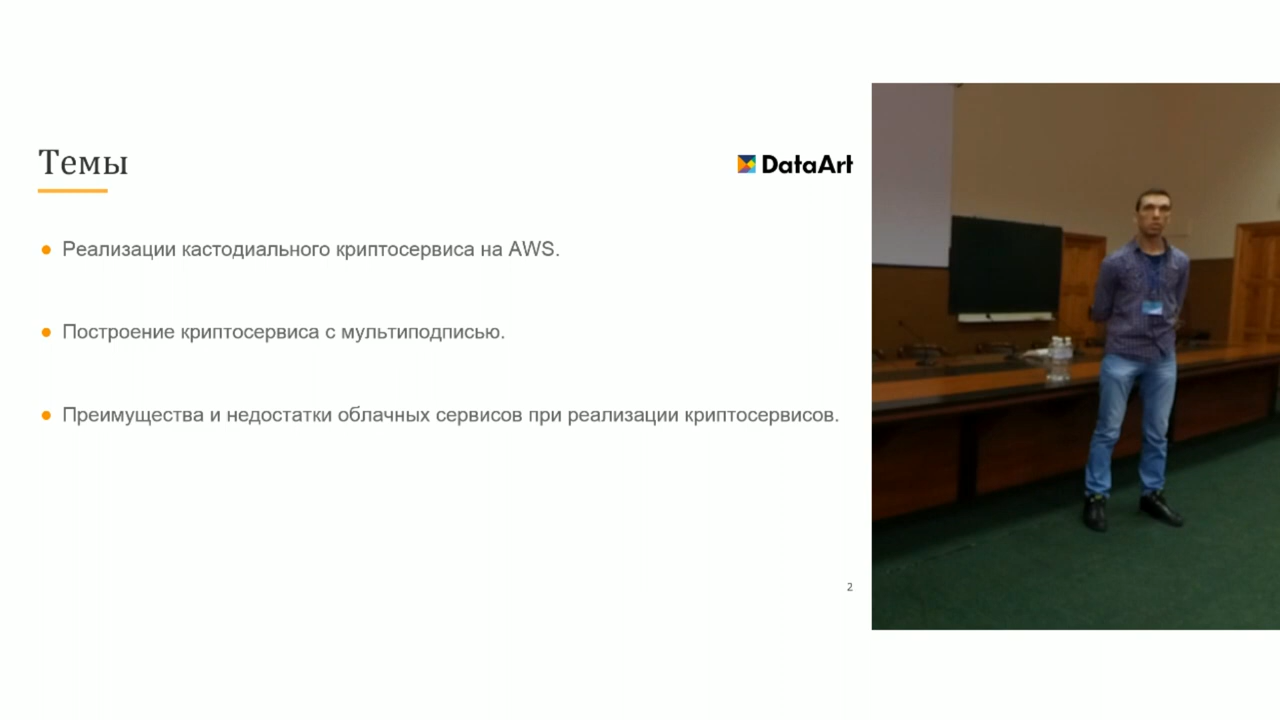 Темы
DataArt
Реализации кастодиального криптосервиса на AWS.
Построение криптосервиса с мультиподписью.
Преимущества и недостатки облачных сервисов при реализации криптосервисов.
2